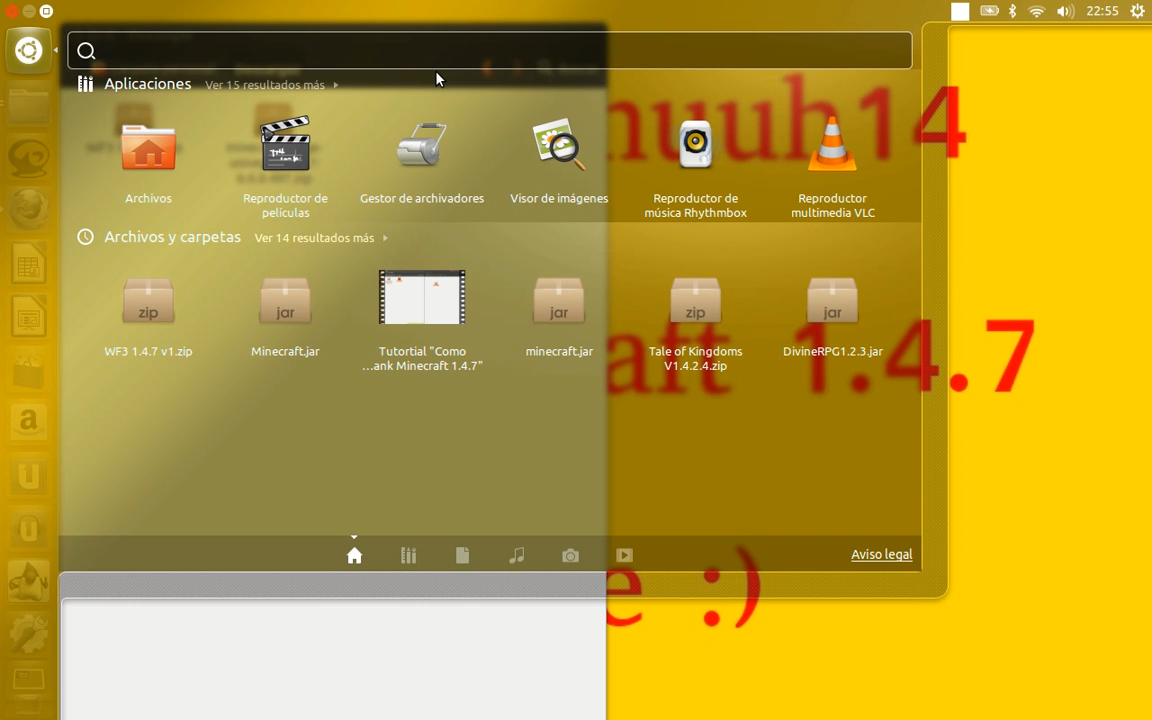 22:55
Aplicaciones Ver 15 resultados más
nuuh14
Archivos
Reproductor de
películas
Gestor de archivadores
Visor de imágenes
Reproductor de
música Rhythmbox
Reproductor
multimedia VLC
Archivos y carpetas Ver 14 resultados más
zip
jar
jar
zip
jar
WF3 1.4.7 v1.zip
Minecraft.jar
Tutortial "Como
...ank Minecraft 1.4.7"
minecraft.jar
Tale of Kingdoms
V1.4.2.4.zip
DivineRPG1.2.3.jar
aft 1.4.7
Aviso legal
e :)